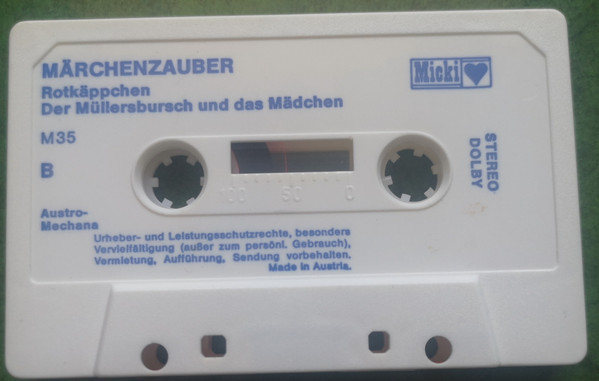 MÄRCHENZAUBER
Micki
Rotkäppchen
Der Müllersbursch und das Mädchen
M35
B
STEREO
DOLBY
100 50 0
Austro-
Mechana
Urheber- und Leistungsschutzrechte, besonders
Vervielfältigung (außer zum persönl. Gebrauch),
Vermietung, Aufführung, Sendung vorbehalten.
Made in Austria.